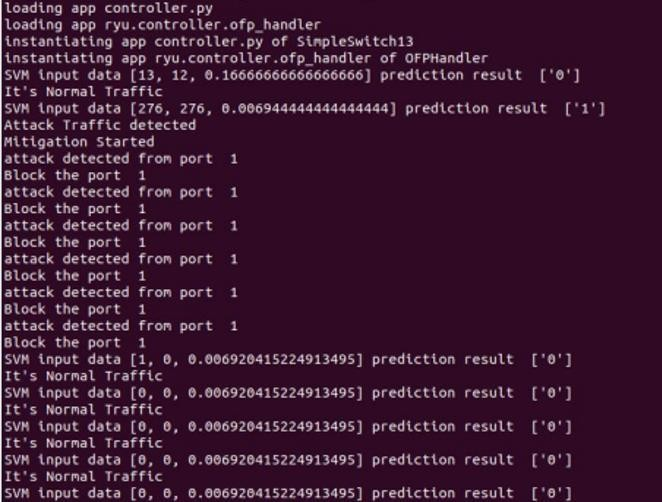 loading app controller.py
loading app ryu.controller.ofp_handler
instantiating app controller.py of SimpleSwitch13
instantiating app ryu.controller.ofp_handler of OFPHandler
SVM input data [13, 12, 0.16666666666666666] prediction result  ['0']
It's Normal Traffic
SVM input data [276, 276, 0.006944444444444444] prediction result  ['1']
Attack Traffic detected
Mitigation Started
attack detected from port  1
Block the port  1
attack detected from port  1
Block the port  1
attack detected from port  1
Block the port  1
attack detected from port  1
Block the port  1
attack detected from port  1
Block the port  1
attack detected from port  1
Block the port  1
SVM input data [1, 0, 0.006920415224913495] prediction result  ['0']
It's Normal Traffic
SVM input data [0, 0, 0.006920415224913495] prediction result  ['0']
It's Normal Traffic
SVM input data [0, 0, 0.006920415224913495] prediction result  ['0']
It's Normal Traffic
SVM input data [0, 0, 0.006920415224913495] prediction result  ['0']
It's Normal Traffic
SVM input data [0, 0, 0.006920415224913495] prediction result  ['0']